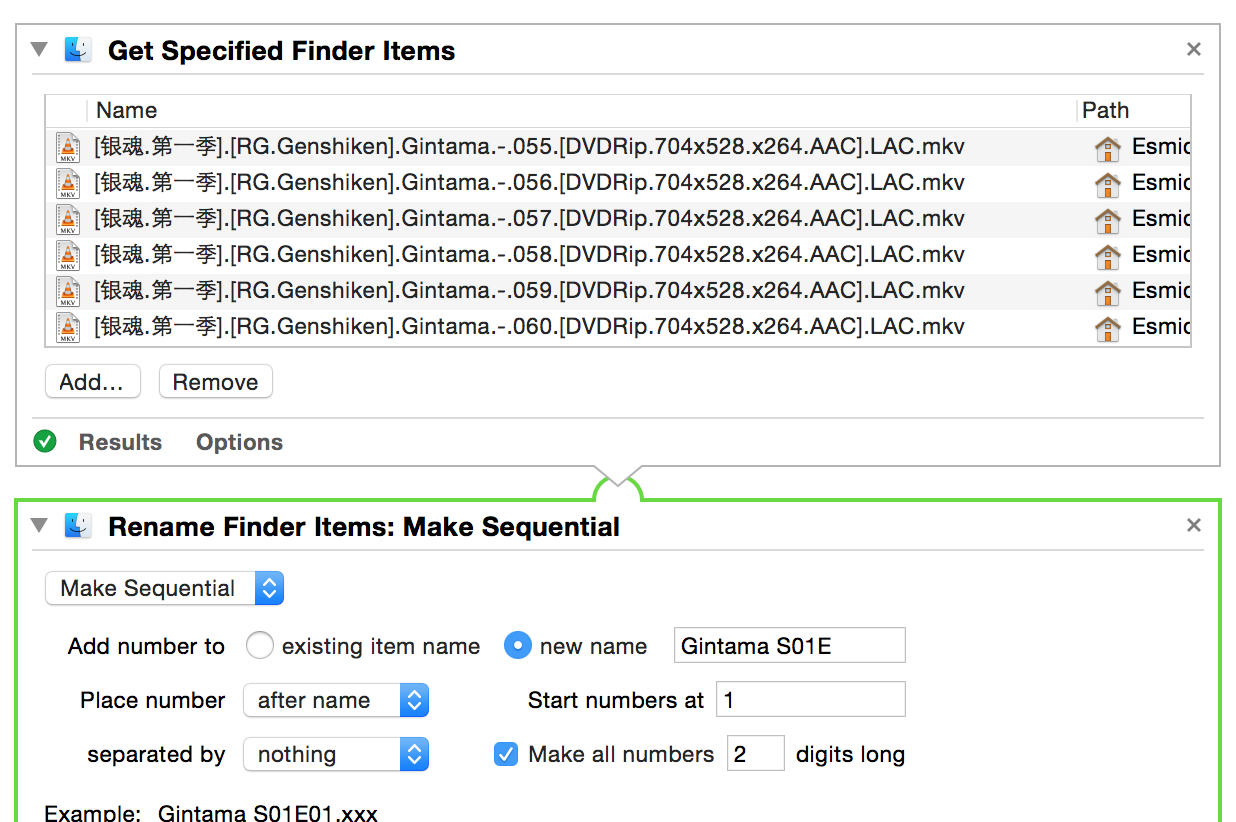 Get Specified Finder Items
Name Path
MKV [银魂.第一季].[RG.Genshiken].Gintama.-.055.[DVDRip.704x528.x264.AAC].LAC.mkv Esmic
MKV [银魂.第一季].[RG.Genshiken].Gintama.-.056.[DVDRip.704x528.x264.AAC].LAC.mkv Esmic
MKV [银魂.第一季].[RG.Genshiken].Gintama.-.057.[DVDRip.704x528.x264.AAC].LAC.mkv Esmic
MKV [银魂.第一季].[RG.Genshiken].Gintama.-.058.[DVDRip.704x528.x264.AAC].LAC.mkv Esmic
MKV [银魂.第一季].[RG.Genshiken].Gintama.-.059.[DVDRip.704x528.x264.AAC].LAC.mkv Esmic
MKV [银魂.第一季].[RG.Genshiken].Gintama.-.060.[DVDRip.704x528.x264.AAC].LAC.mkv Esmic
Add... Remove
Results Options
Rename Finder Items: Make Sequential
Make Sequential
Add number to existing item name new name Gintama S01E
Place number after name Start numbers at 1
separated by nothing Make all numbers 2 digits long
Example: Gintama S01E01.xxx